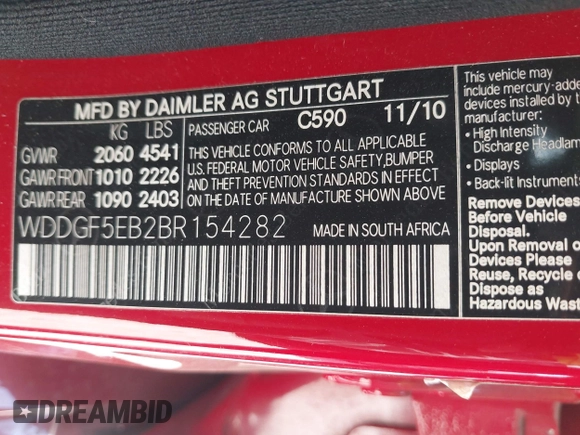 MFD BY DAIMLER AG STUTTGART
KG LBS PASSENGER CAR C590 11/10
GVWR 2060 4541
GAWR FRONT 1010 2226
GAWR REAR 1090 2403
THIS VEHICLE CONFORMS TO ALL APPLICABLE
U.S. FEDERAL MOTOR VEHICLE SAFETY, BUMPER
AND THEFT PREVENTION STANDARDS IN EFFECT
ON THE DATE OF MANUFACTURE SHOWN ABOVE
WDDGF5EB2BR154282 MADE IN SOUTH AFRICA
This vehicle may
include mercury-adde
devices installed by t
manufacturer:
• High Intensity
Discharge Headlam
• Displays
• Back-lit Instrument
Remove Devices
Before Vehicle
Disposal.
Upon Removal o
Devices Please
Reuse, Recycle o
Dispose as
Hazardous Wast
DREAMBID